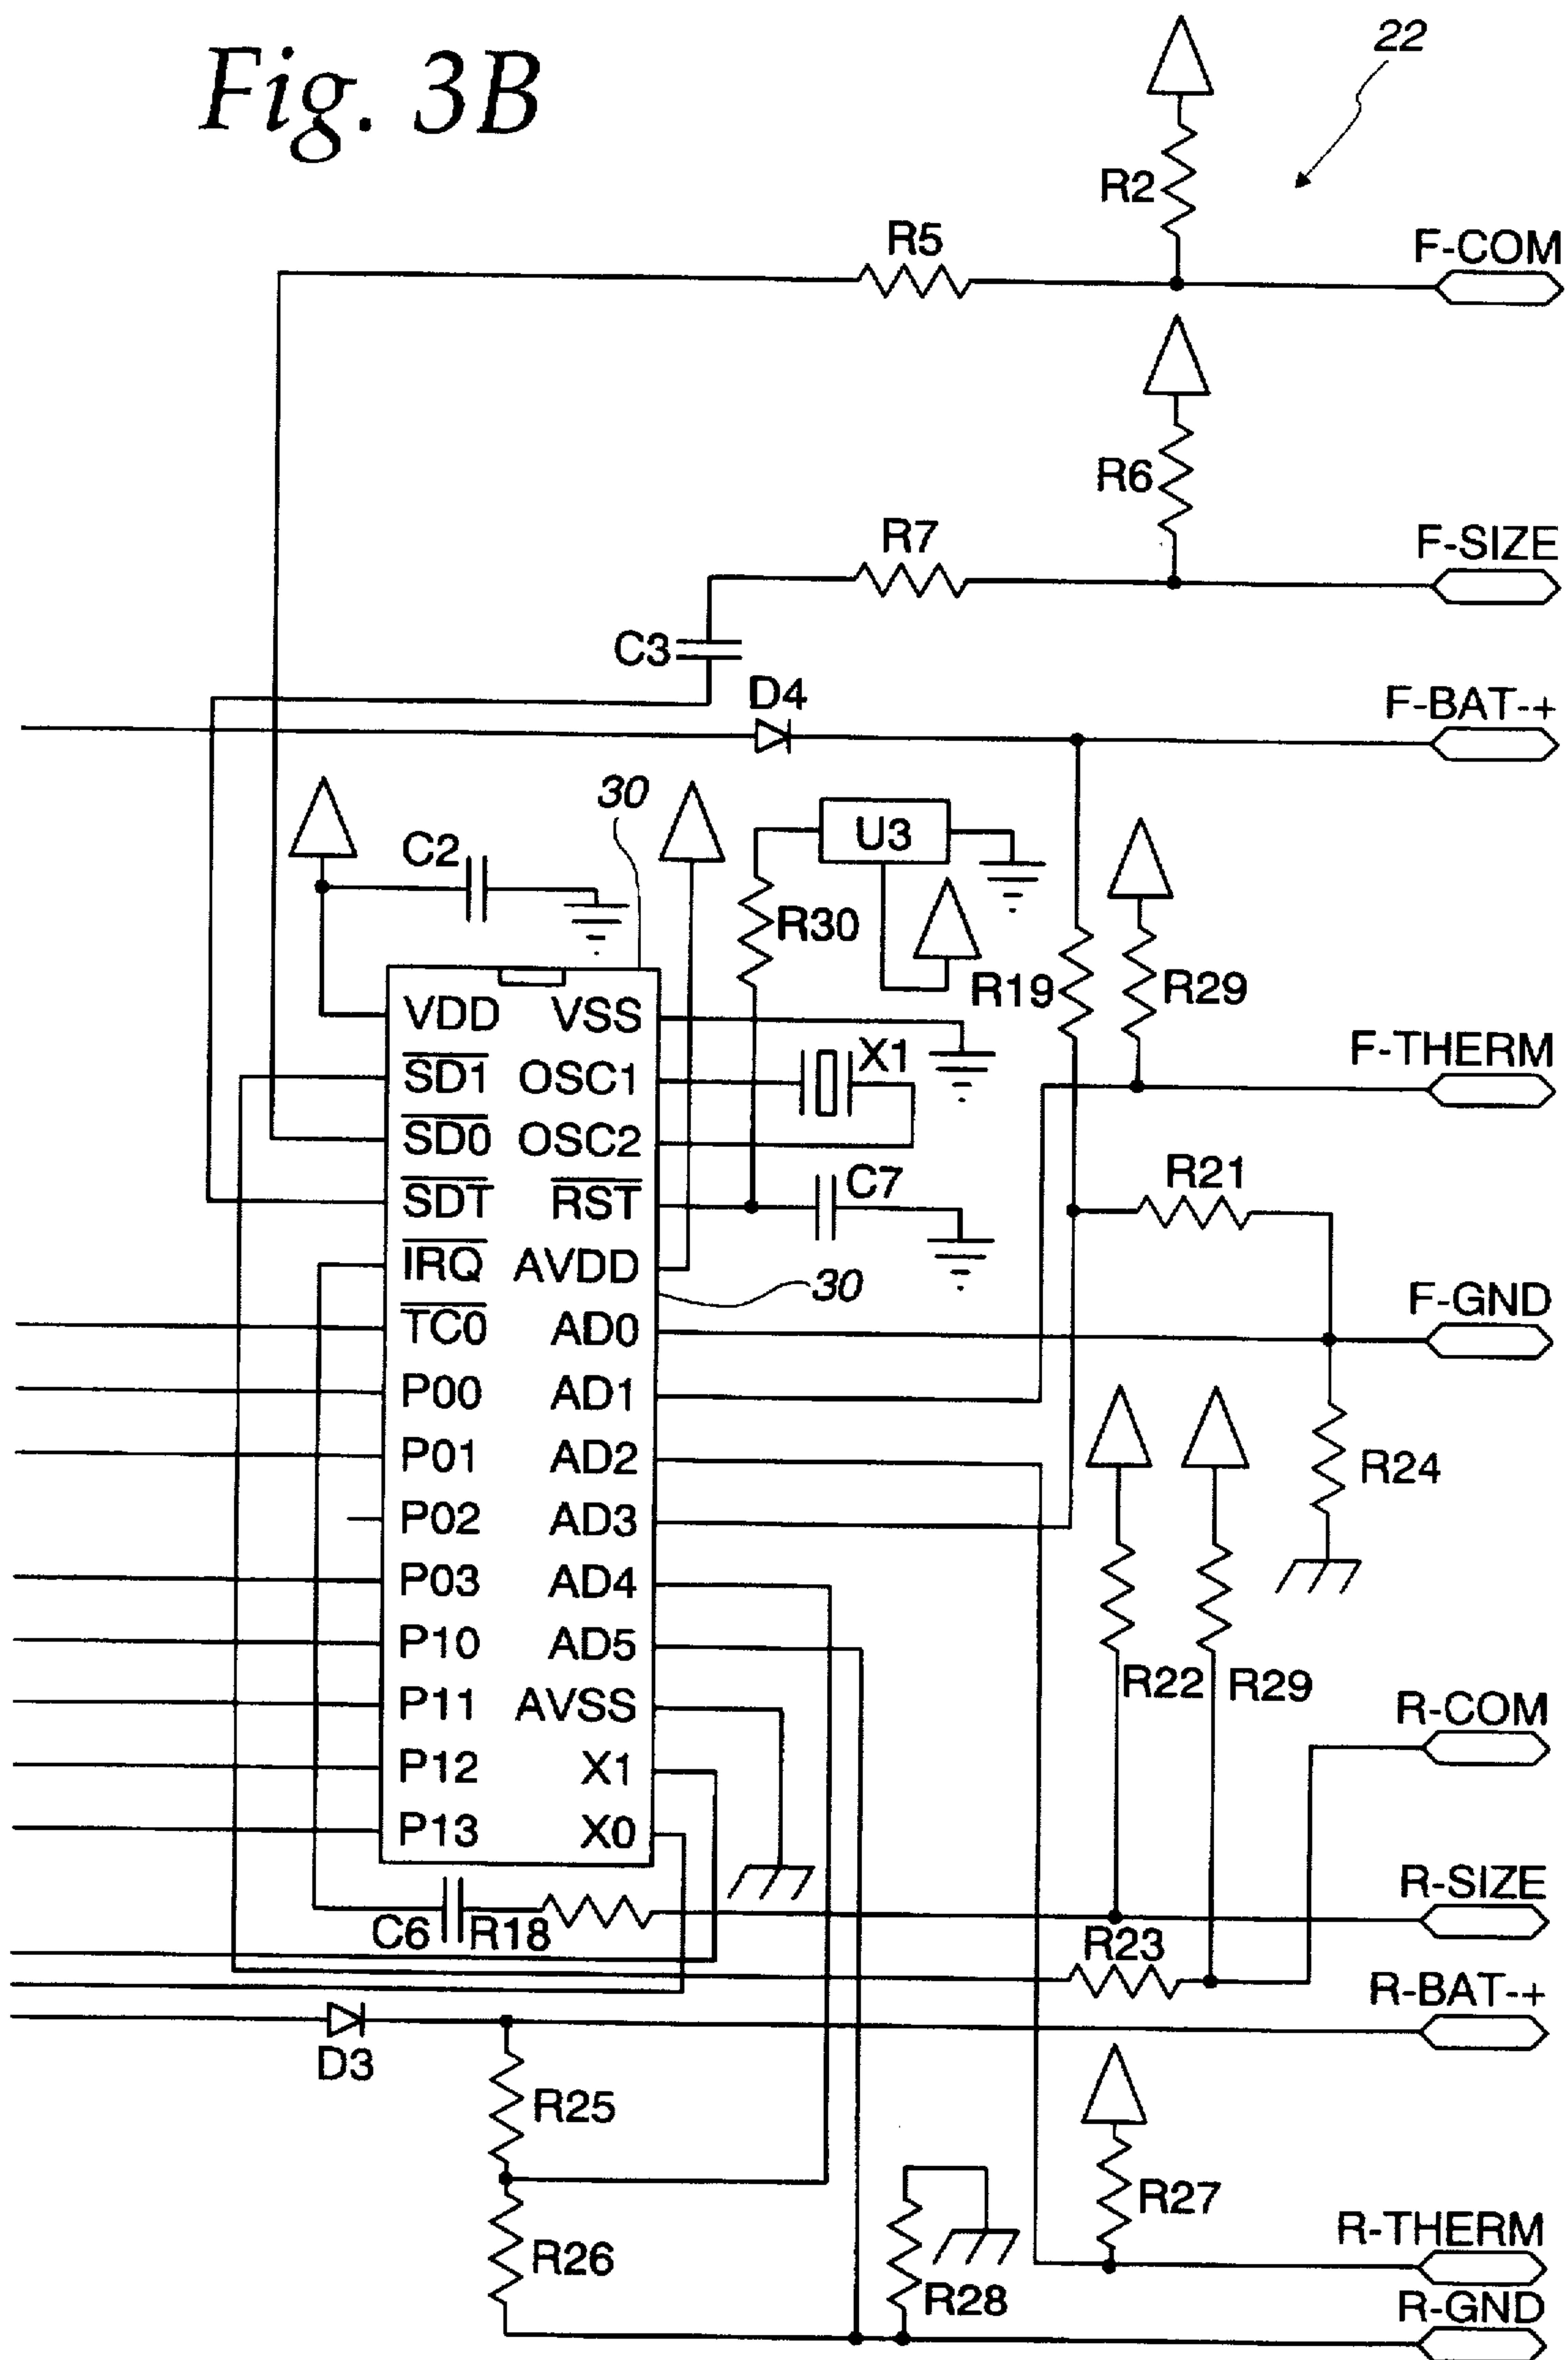 Fig. 3B
22
R2
R5
F-COM
R6
R7
F-SIZE
C3
D4
F-BAT-+
30
U3
C2
R30
R19
R29
VDD VSS
SD1 OSC1
X1
F-THERM
SD0 OSC2
SDT RST
C7
R21
IRQ AVDD
30
TC0 AD0
F-GND
P00 AD1
P01 AD2
R24
P02 AD3
P03 AD4
P10 AD5
R22
R29
P11 AVSS
R-COM
P12 X1
P13 X0
R-SIZE
C6
R18
R23
R-BAT-+
D3
R25
R27
R26
R28
R-THERM
R-GND